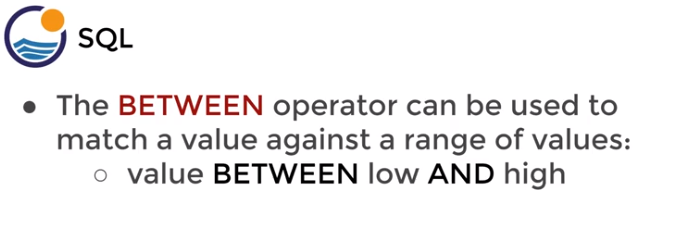 SQL
● The BETWEEN operator can be used to
match a value against a range of values:
○ value BETWEEN low AND high